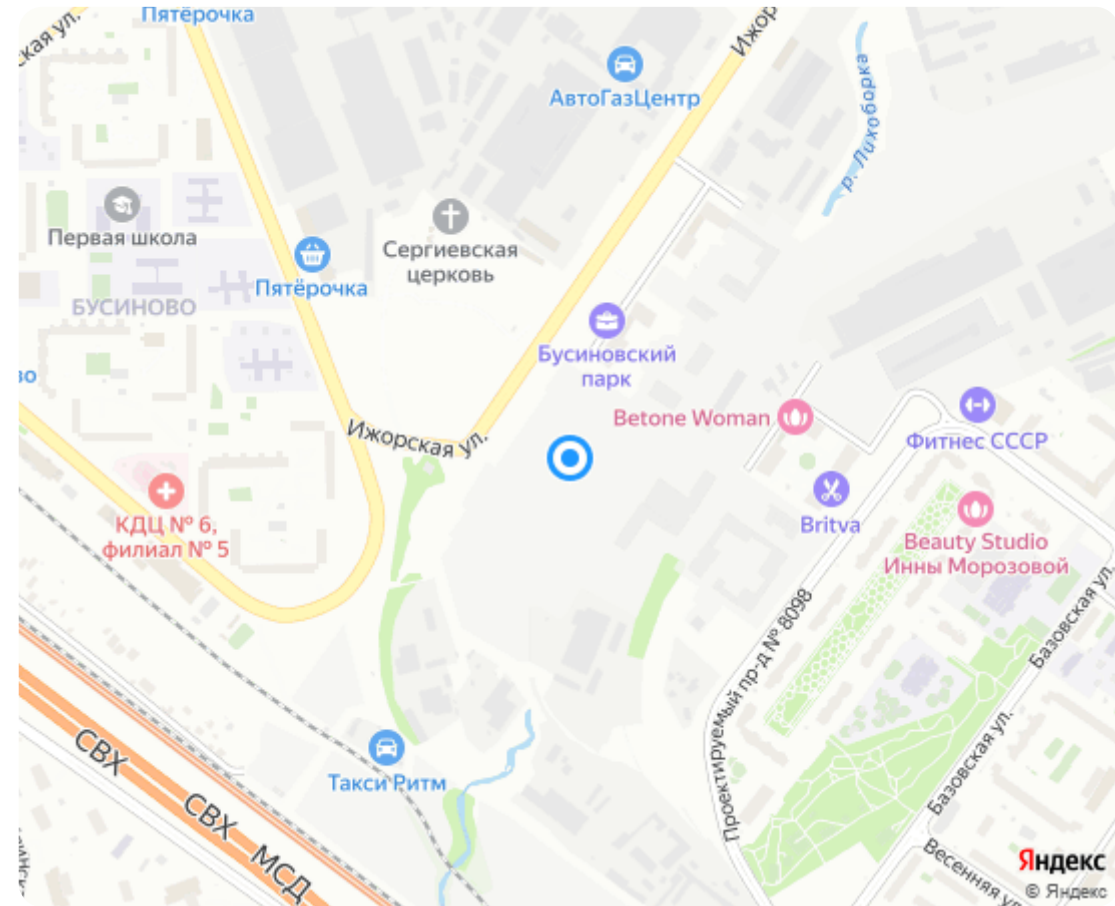 Пятёрочка
ская ул.
Ижор
АвтоГазЦентр
р. Лихоборка
Первая школа
Сергиевская
церковь
Пятёрочка
БУСИНОВО
Бусиновский
парк
во
Betone Woman
Ижорская ул.
Фитнес СССР
КДЦ № 6,
филиал № 5
Britva
Beauty Studio
Инны Морозовой
Проектируемый пр-д № 8098
Базовская ул.
Базовская ул.
СВХ
Такси Ритм
СВХ
МСД
Весенняя ул.
Яндекс
© Яндекс